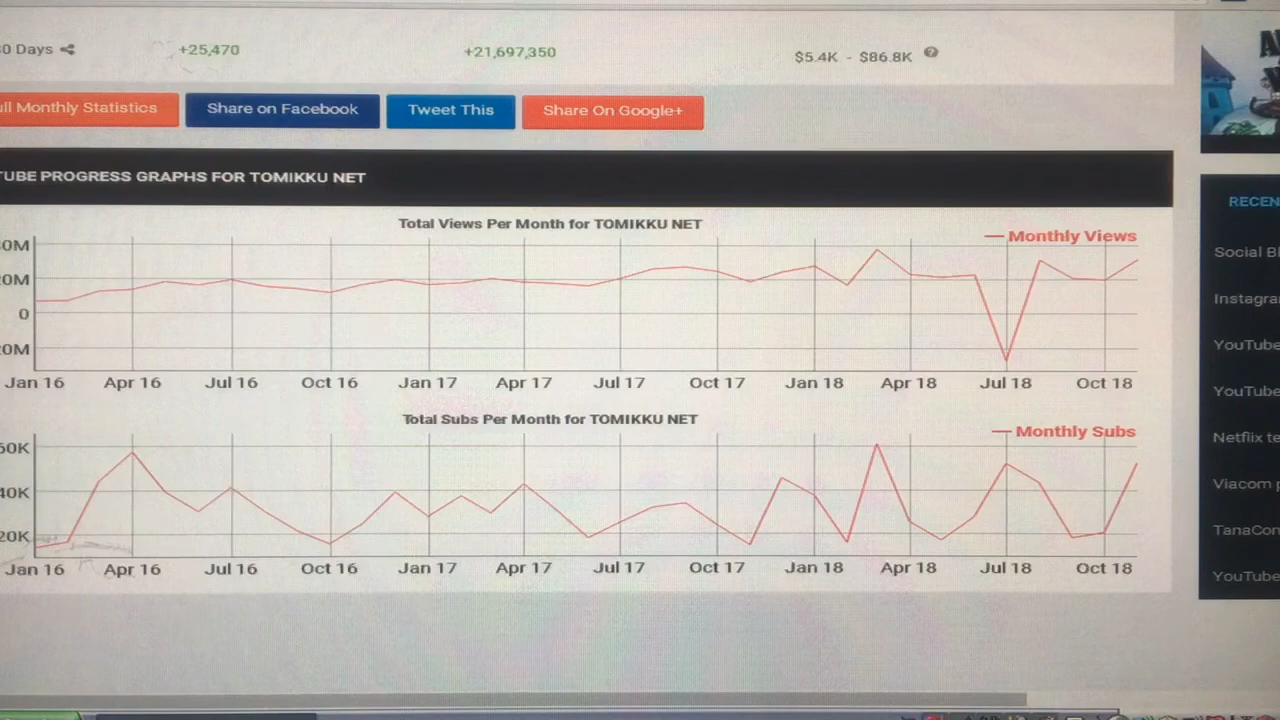 0 Days
+25,470
+21,697,350
$5.4K - $86.8K
ll Monthly Statistics
Share on Facebook
Tweet This
Share On Google+
TUBE PROGRESS GRAPHS FOR TOMIKKU NET
Total Views Per Month for TOMIKKU NET
Monthly Views
0M
20M
0
20M
Jan 16 Apr 16 Jul 16 Oct 16 Jan 17 Apr 17 Jul 17 Oct 17 Jan 18 Apr 18 Jul 18 Oct 18
Total Subs Per Month for TOMIKKU NET
Monthly Subs
60K
40K
20K
Jan 16 Apr 16 Jul 16 Oct 16 Jan 17 Apr 17 Jul 17 Oct 17 Jan 18 Apr 18 Jul 18 Oct 18
RECEN
Social Bl
Instagra
YouTube
YouTube
Netflix te
Viacom p
TanaCon
YouTube